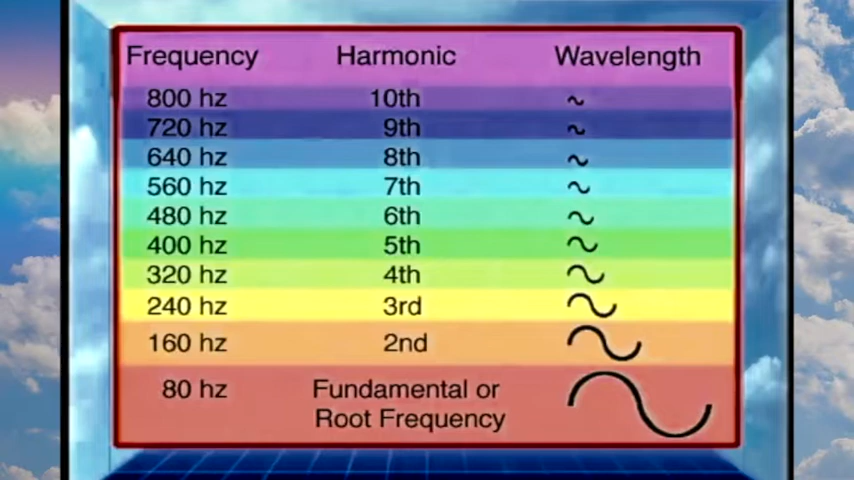 Frequency Harmonic Wavelength
800 hz 10th
720 hz 9th
640 hz 8th
560 hz 7th
480 hz 6th
400 hz 5th
320 hz 4th
240 hz 3rd
160 hz 2nd
80 hz Fundamental or
Root Frequency